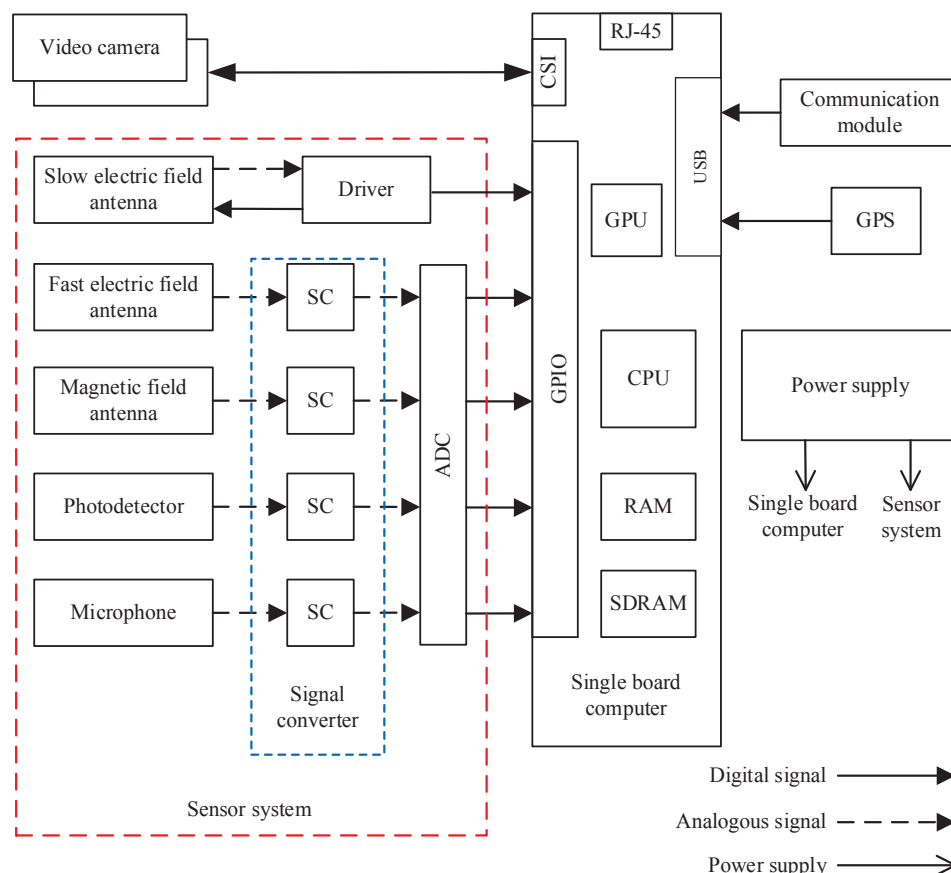 RJ-45
Video camera
CSI
Communication
module
USB
Slow electric field
antenna
Driver
GPU
GPS
Fast electric field
antenna
SC
Magnetic field
antenna
SC
ADC
GPIO
CPU
Power supply
Photodetector
SC
RAM
Single board
computer
Sensor
system
Microphone
SC
SDRAM
Signal
converter
Single board
computer
Sensor system
Digital signal
Analogous signal
Power supply